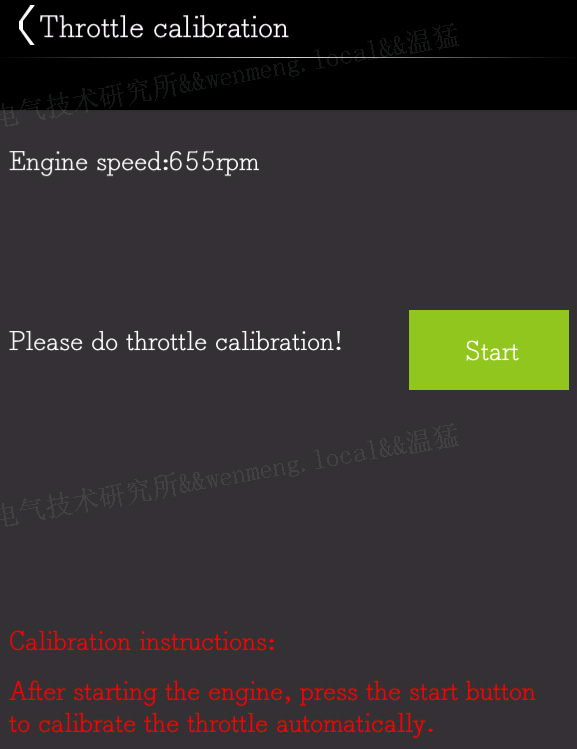 Throttle calibration
电气技术研究所&&wenmeng.local&&温猛
Engine speed:655rpm
Please do throttle calibration!
Start
电气技术研究所&&wenmeng.local&&温猛
Calibration instructions:
After starting the engine, press the start button
to calibrate the throttle automatically.